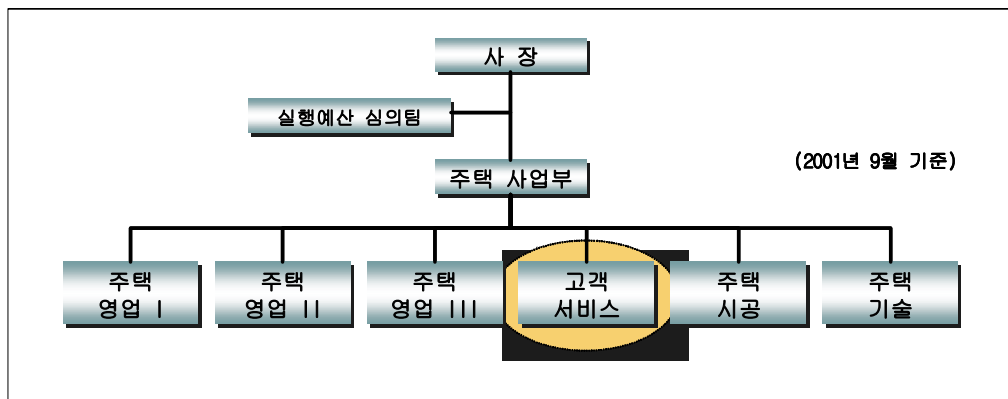 사 장
실행예산 심의팀
(2001년 9월 기준)
주택 사업부
주택
영업 I
주택
영업 II
주택
영업 III
고객
서비스
주택
시공
주택
기술